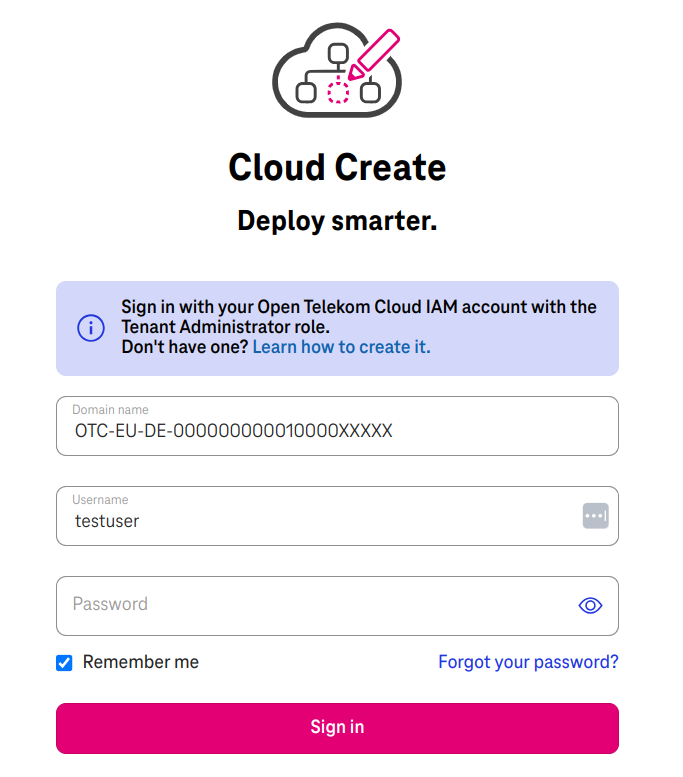 Cloud Create
Deploy smarter.
Sign in with your Open Telekom Cloud IAM account with the
Tenant Administrator role.
Don't have one? Learn how to create it.
Domain name
OTC-EU-DE-000000000010000XXXXX
Username
testuser
Password
Remember me
Forgot your password?
Sign in